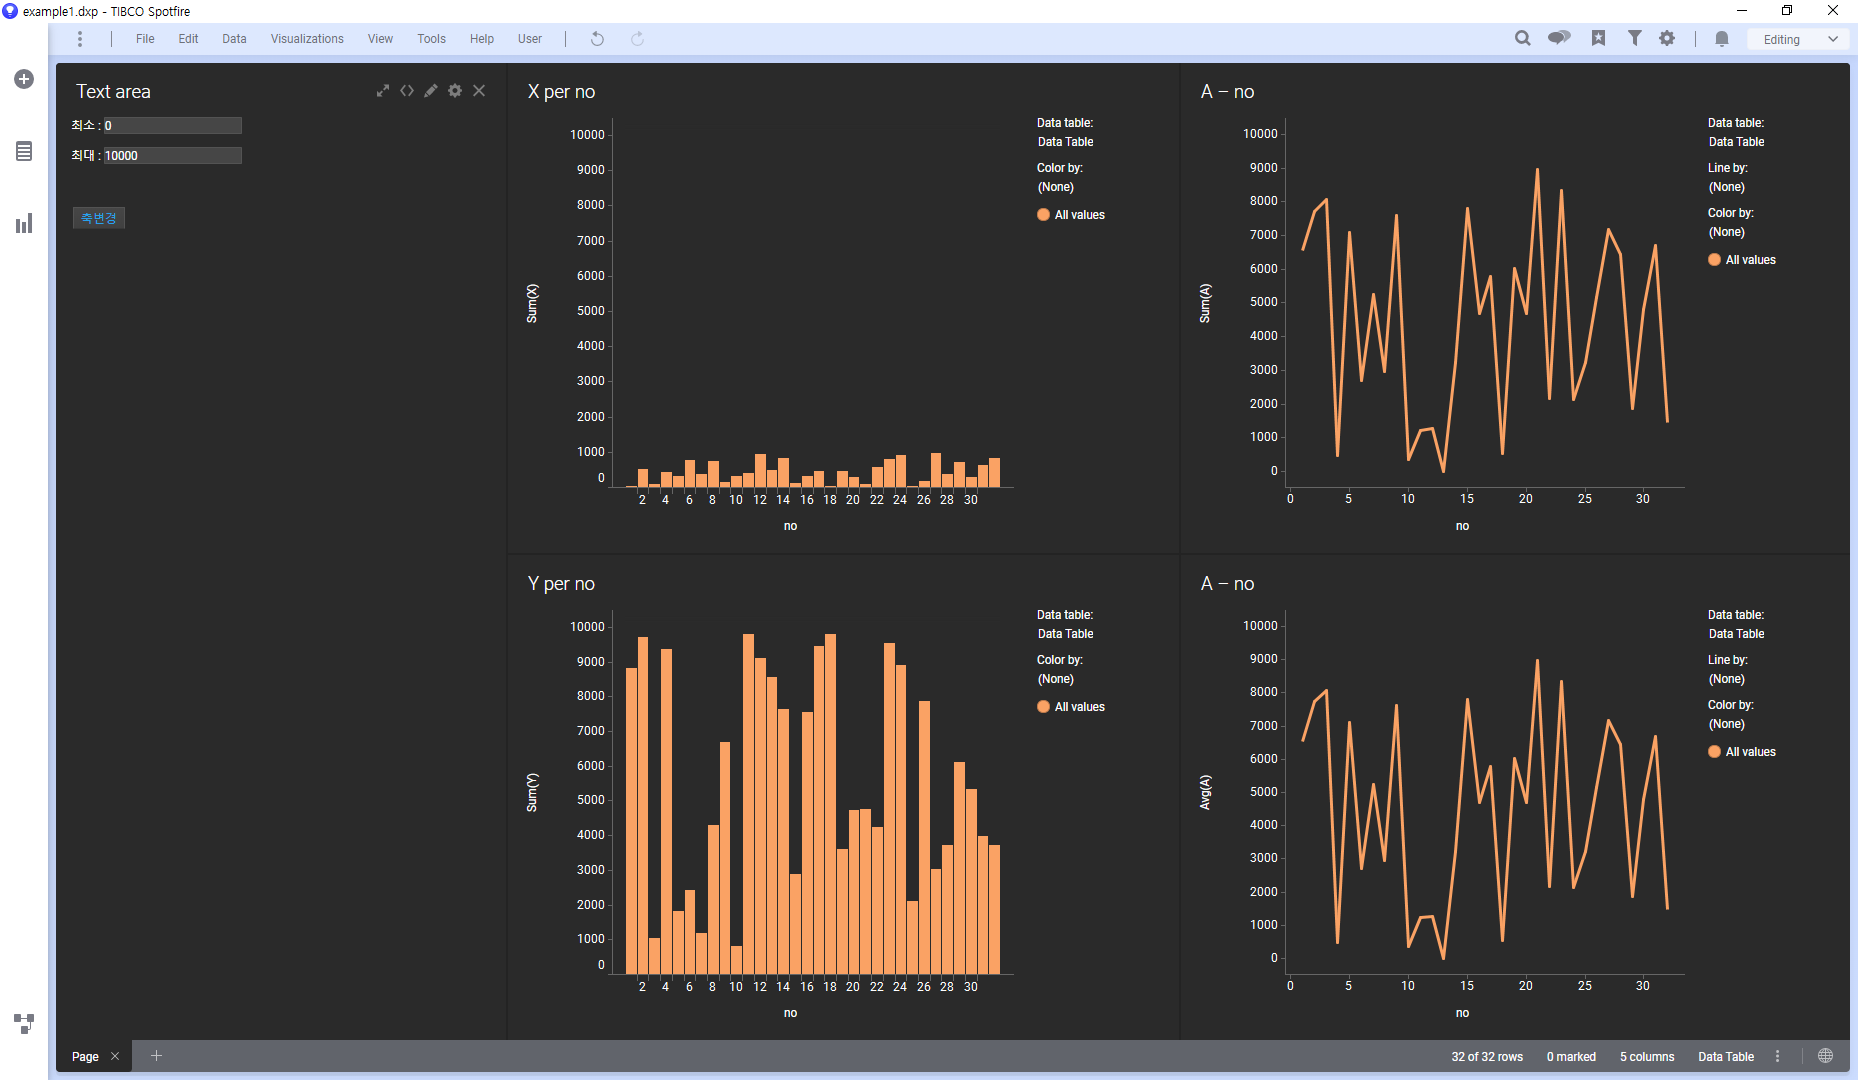 example1.dxp - TIBCO Spotfire
File Edit Data Visualizations View Tools Help User Editing
Text area
최소 : 0
최대 : 10000
축변경
X per no
10000
9000
8000
7000
6000
5000
4000
3000
2000
1000
0
Sum(X)
2 4 6 8 10 12 14 16 18 20 22 24 26 28 30
no
Data table:
Data Table
Color by:
(None)
All values
A – no
10000
9000
8000
7000
6000
5000
4000
3000
2000
1000
0
Sum(A)
0 5 10 15 20 25 30
no
Data table:
Data Table
Line by:
(None)
Color by:
(None)
All values
Y per no
10000
9000
8000
7000
6000
5000
4000
3000
2000
1000
0
Sum(Y)
2 4 6 8 10 12 14 16 18 20 22 24 26 28 30
no
Data table:
Data Table
Color by:
(None)
All values
A – no
10000
9000
8000
7000
6000
5000
4000
3000
2000
1000
0
Avg(A)
0 5 10 15 20 25 30
no
Data table:
Data Table
Line by:
(None)
Color by:
(None)
All values
Page
32 of 32 rows 0 marked 5 columns Data Table